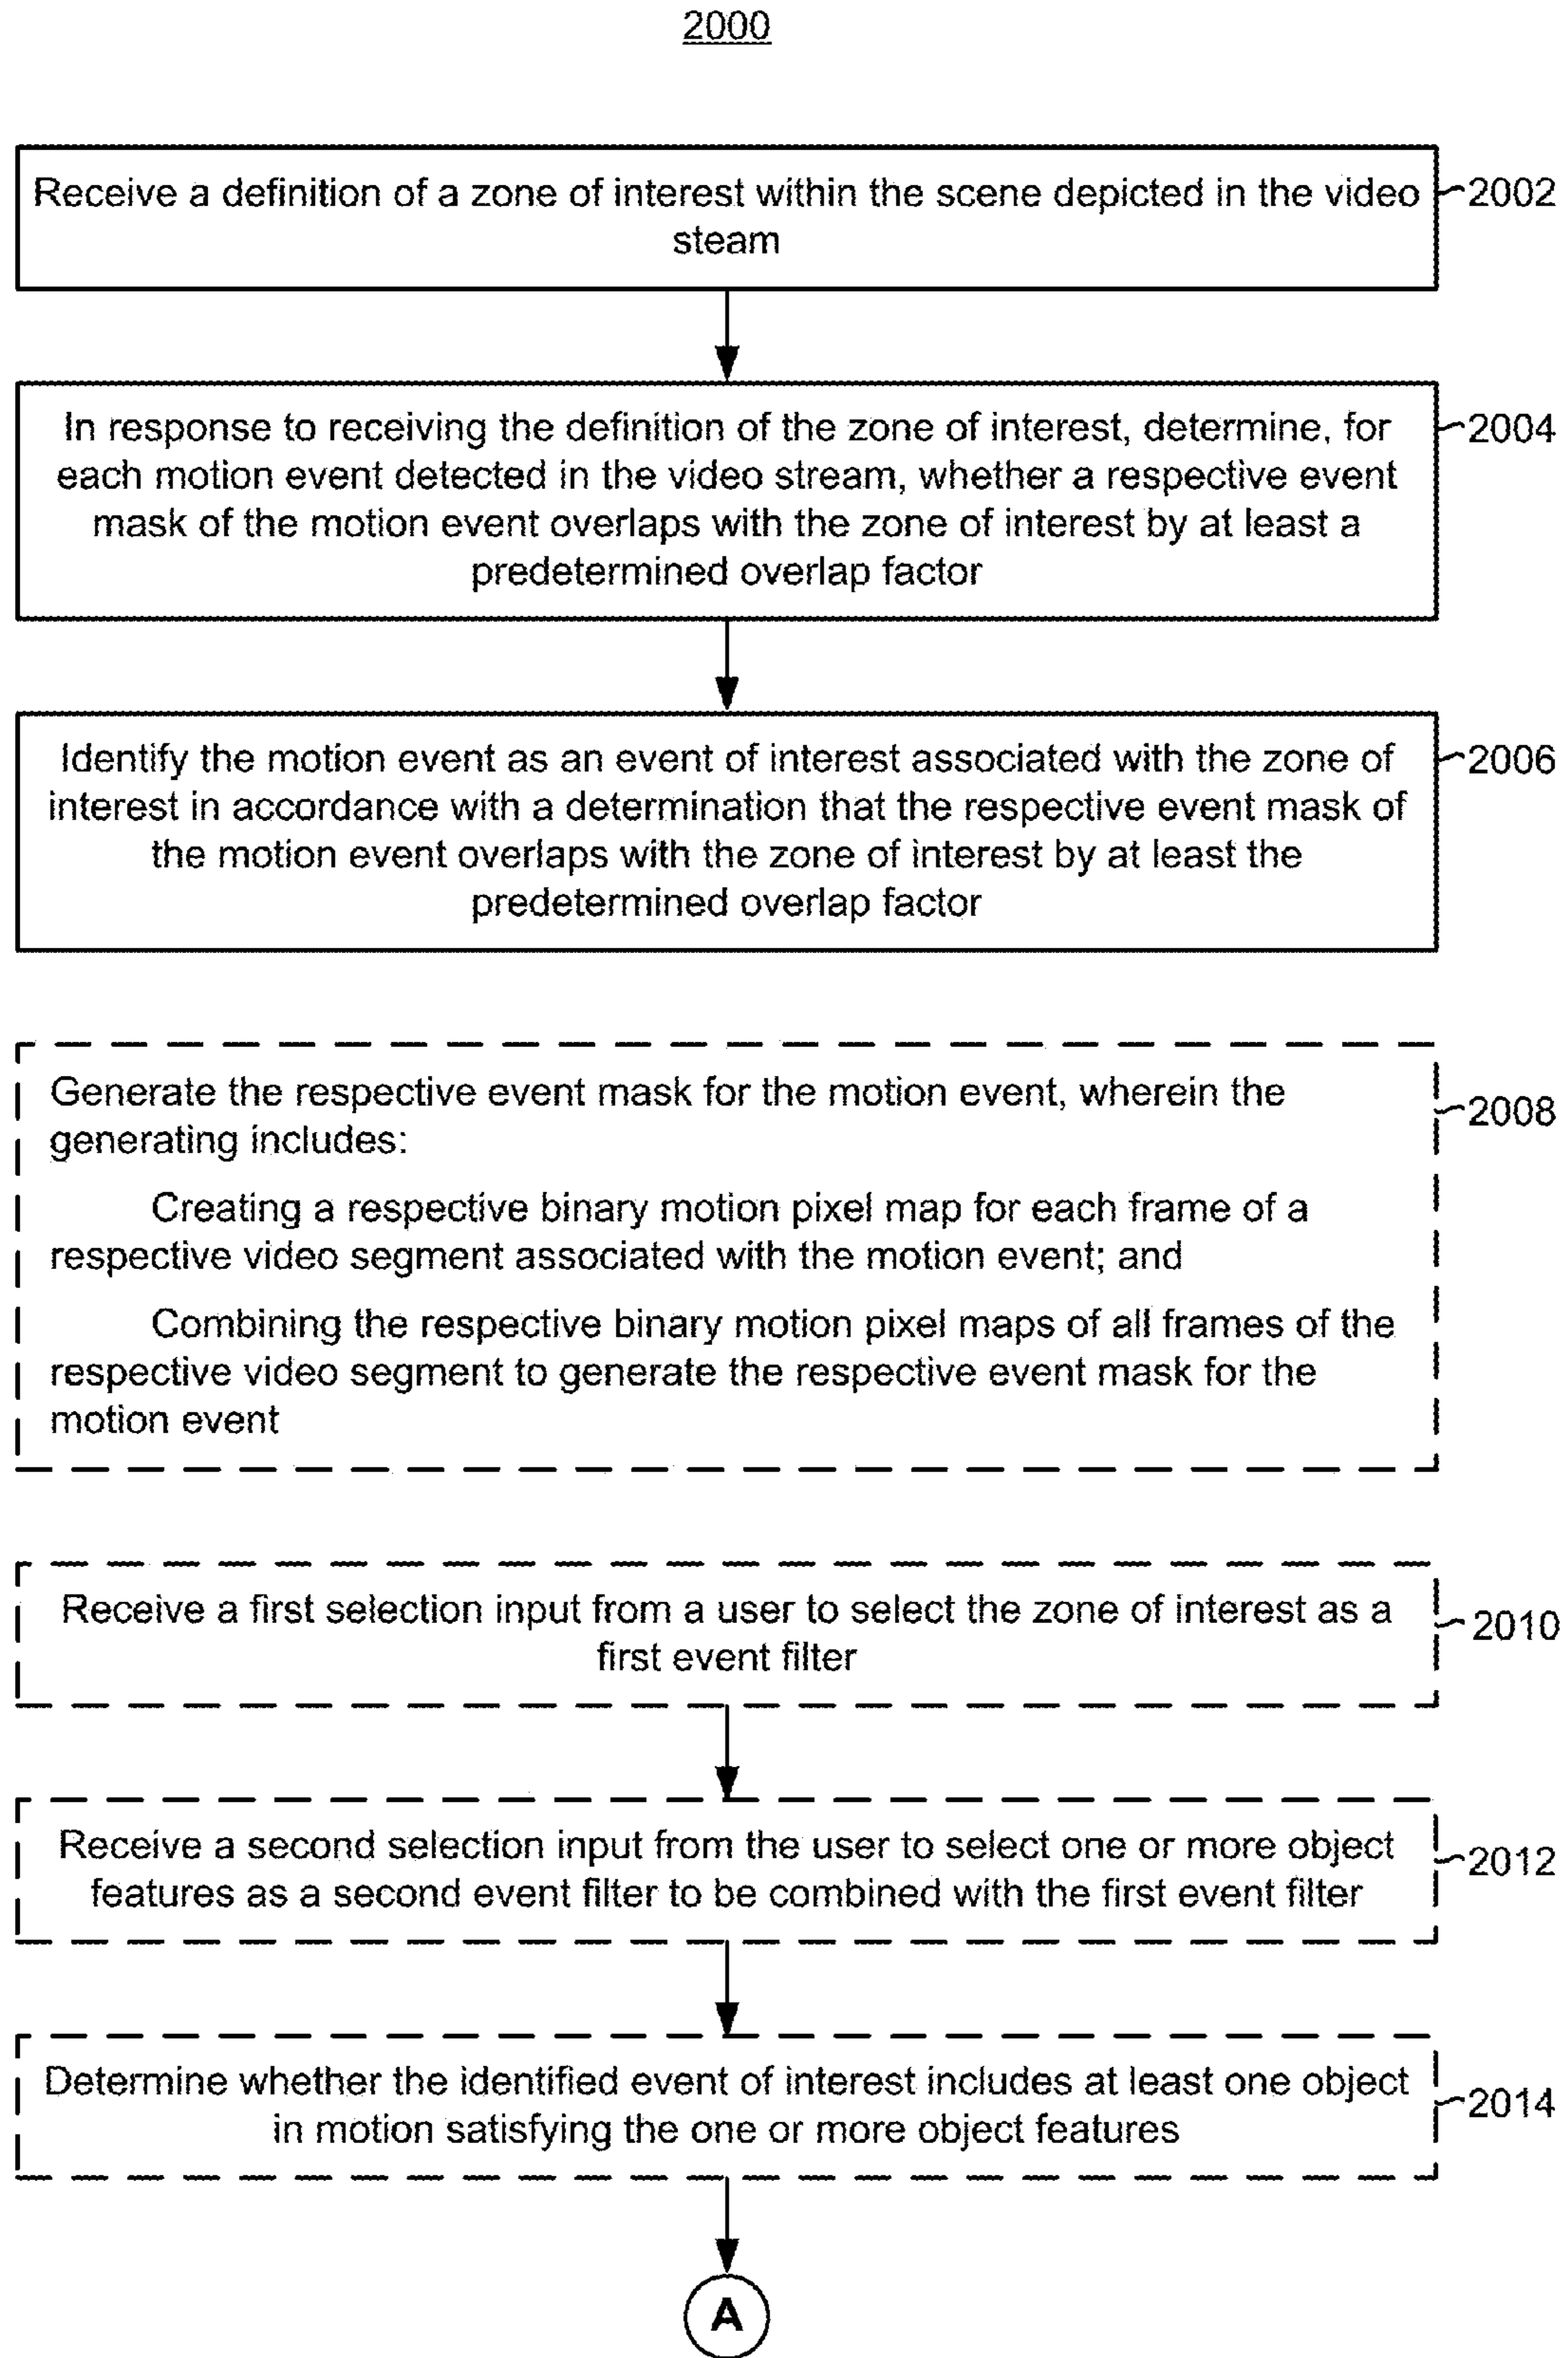 2000
Receive a definition of a zone of interest within the scene depicted in the video
steam
2002
In response to receiving the definition of the zone of interest, determine, for
each motion event detected in the video stream, whether a respective event
mask of the motion event overlaps with the zone of interest by at least a
predetermined overlap factor
2004
Identify the motion event as an event of interest associated with the zone of
interest in accordance with a determination that the respective event mask of
the motion event overlaps with the zone of interest by at least the
predetermined overlap factor
2006
Generate the respective event mask for the motion event, wherein the
generating includes:
Creating a respective binary motion pixel map for each frame of a
respective video segment associated with the motion event; and
Combining the respective binary motion pixel maps of all frames of the
respective video segment to generate the respective event mask for the
motion event
2008
Receive a first selection input from a user to select the zone of interest as a
first event filter
2010
Receive a second selection input from the user to select one or more object
features as a second event filter to be combined with the first event filter
2012
Determine whether the identified event of interest includes at least one object
in motion satisfying the one or more object features
2014
A